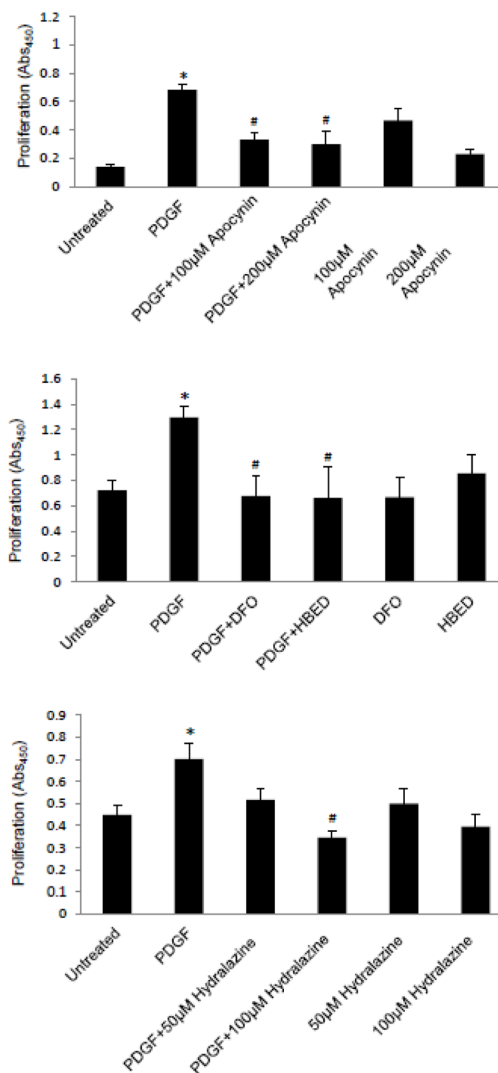 Proliferation (Abs450)
1.2
1
0.8
0.6
0.4
0.2
0
*
#
#
Untreated
PDGF
PDGF+100µM Apocynin
PDGF+200µM Apocynin
100µM
Apocynin
200µM
Apocynin
Proliferation (Abs450)
1.6
1.4
1.2
1
0.8
0.6
0.4
0.2
0
*
#
#
Untreated
PDGF
PDGF+DFO
PDGF+HBED
DFO
HBED
Proliferation (Abs450)
0.9
0.8
0.7
0.6
0.5
0.4
0.3
0.2
0.1
0
*
#
Untreated
PDGF
PDGF+50µM Hydralazine
PDGF+100µM Hydralazine
50µM Hydralazine
100µM Hydralazine